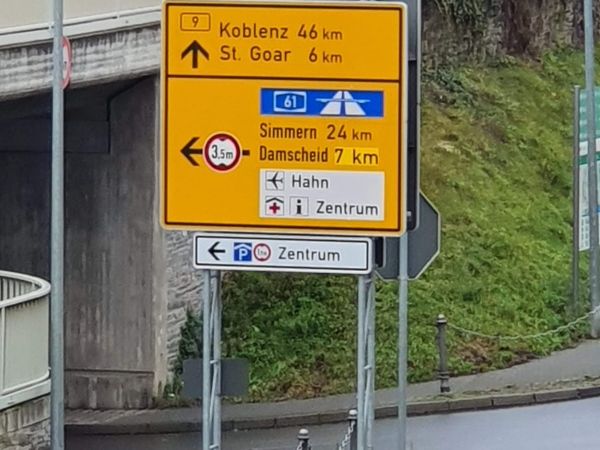 9
Koblenz 46 km
St. Goar 6 km
61
Simmern 24 km
3,5m
Damscheid 7 km
Hahn
i Zentrum
P Zentrum